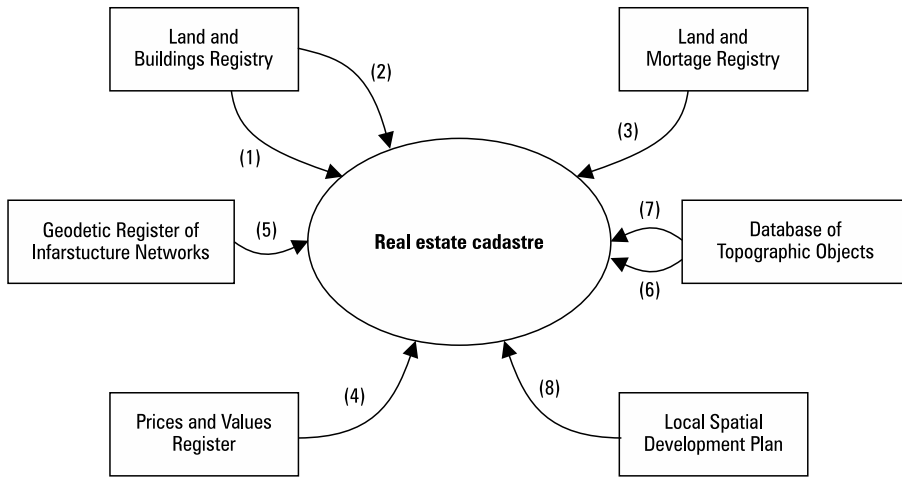 Land and
Buildings Registry
(2)
Land and
Mortage Registry
(1)
(3)
Geodetic Register of
Infarstucture Networks
(5)
Real estate cadastre
(7)
(6)
Database of
Topographic Objects
Prices and Values
Register
(4)
(8)
Local Spatial
Development Plan